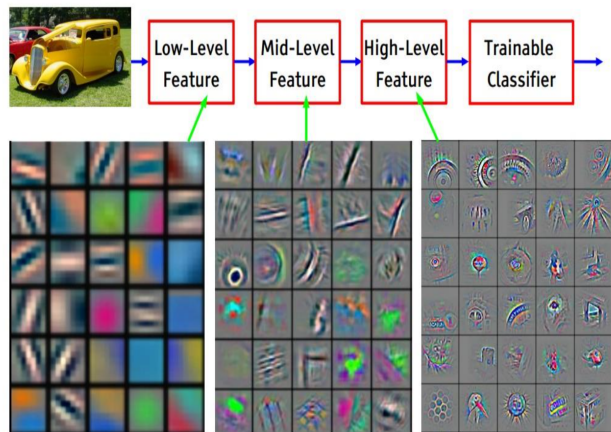 Low-Level
Feature
Mid-Level
Feature
High-Level
Feature
Trainable
Classifier